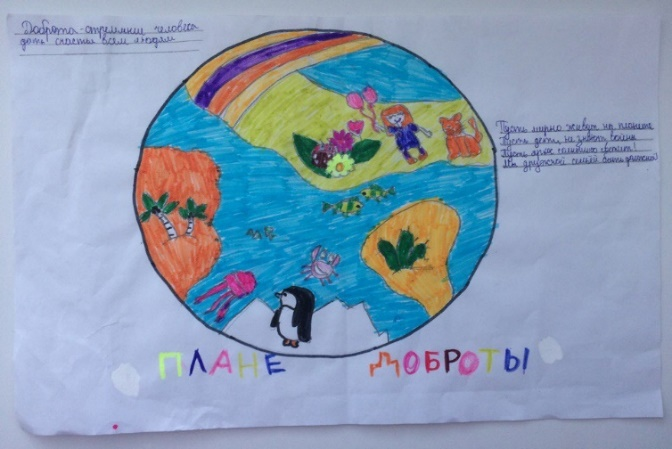 Доброта-стремление человека
дать счастье всем людям
Пусть мирно живут на планете
Пусть дети не знают войны
Пусть яркое солнышко светит!
Мы дружной семьёй быть должны!
ПЛАНЕ ДОБРОТЫ